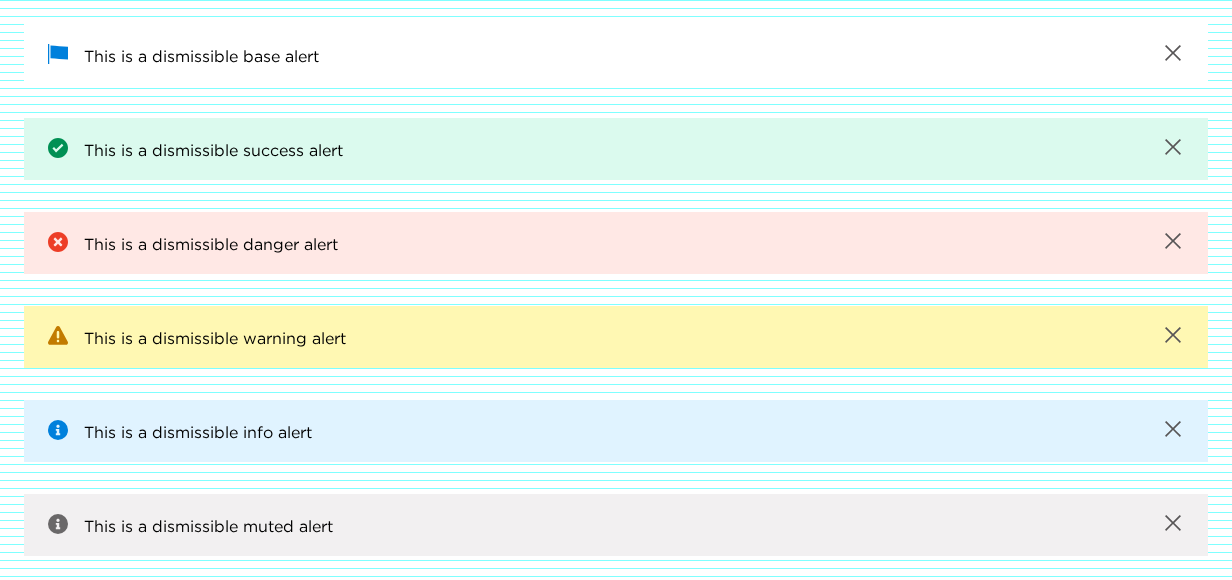 This is a dismissible base alert
This is a dismissible success alert
This is a dismissible danger alert
This is a dismissible warning alert
This is a dismissible info alert
This is a dismissible muted alert